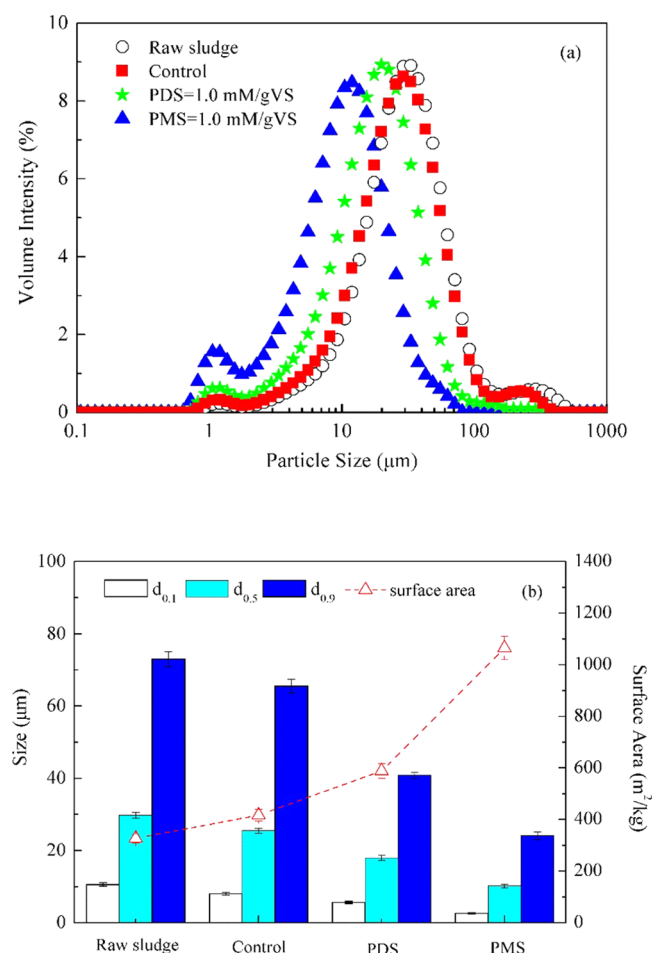 10
8
6
4
2
0
Volume Intensity (%)
Raw sludge
Control
PDS=1.0 mM/gVS
PMS=1.0 mM/gVS
(a)
0.1 1 10 100 1000
Particle Size (μm)
100
80
60
40
20
0
Size (μm)
d0.1 d0.5 d0.9 surface area (b)
1400
1200
1000
800
600
400
200
0
Surface Aera (m²/kg)
Raw sludge Control PDS PMS